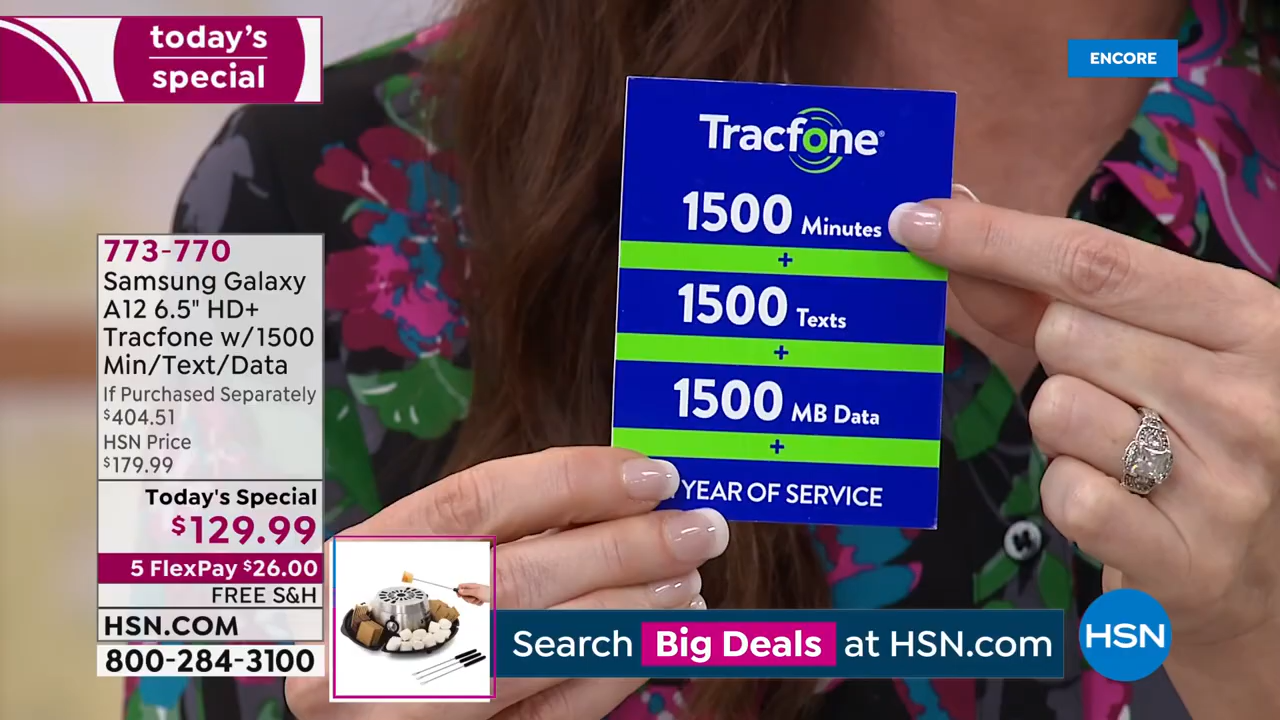 today's
special
ENCORE
Tracfone
1500 Minutes
+
1500 Texts
+
1500 MB Data
+
YEAR OF SERVICE
773-770
Samsung Galaxy
A12 6.5" HD+
Tracfone w/1500
Min/Text/Data
If Purchased Separately
$404.51
HSN Price
$179.99
Today's Special
$129.99
5 FlexPay $26.00
FREE S&H
HSN.COM
800-284-3100
Search Big Deals at HSN.com
HSN